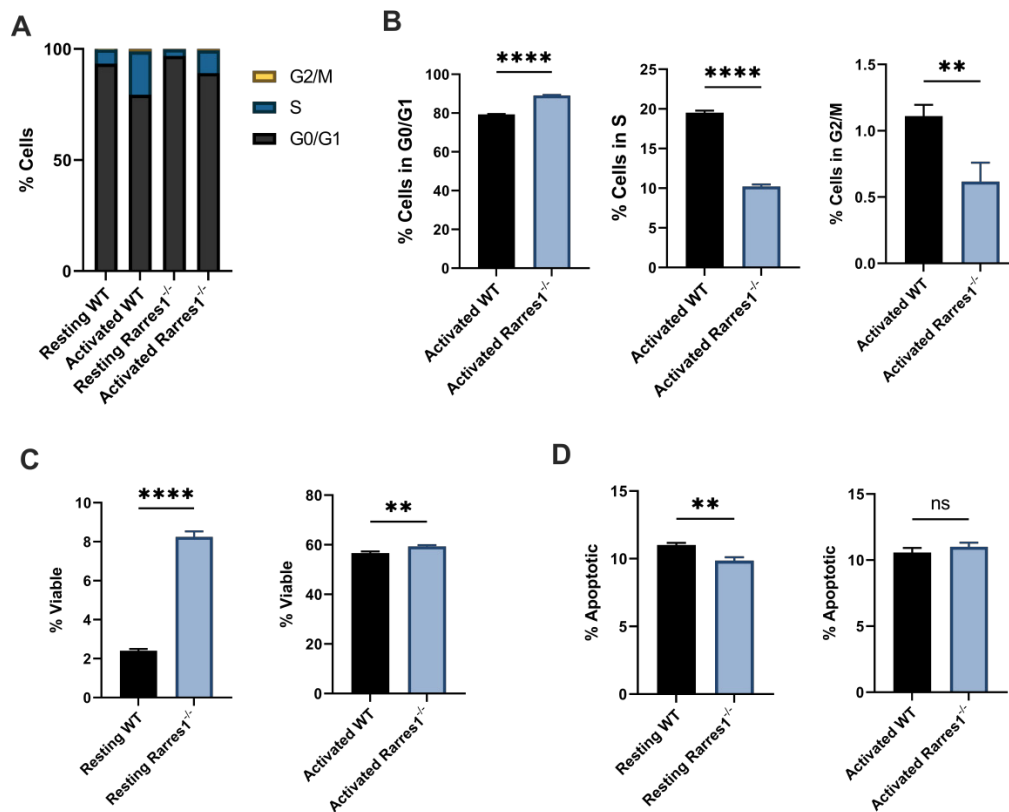 A
% Cells
100
50
0
Resting WT
Activated WT
Resting Rarres1-/-
Activated Rarres1-/-
G2/M
S
G0/G1
B
% Cells in G0/G1
100
80
60
40
20
0
****
Activated WT
Activated Rarres1-/-
% Cells in S
25
20
15
10
5
0
****
Activated WT
Activated Rarres1-/-
% Cells in G2/M
1.5
1.0
0.5
0.0
**
Activated WT
Activated Rarres1-/-
C
% Viable
10
8
6
4
2
0
****
Resting WT
Resting Rarres1-/-
% Viable
80
60
40
20
0
**
Activated WT
Activated Rarres1-/-
D
% Apoptotic
15
10
5
0
**
Resting WT
Resting Rarres1-/-
% Apoptotic
15
10
5
0
ns
Activated WT
Activated Rarres1-/-